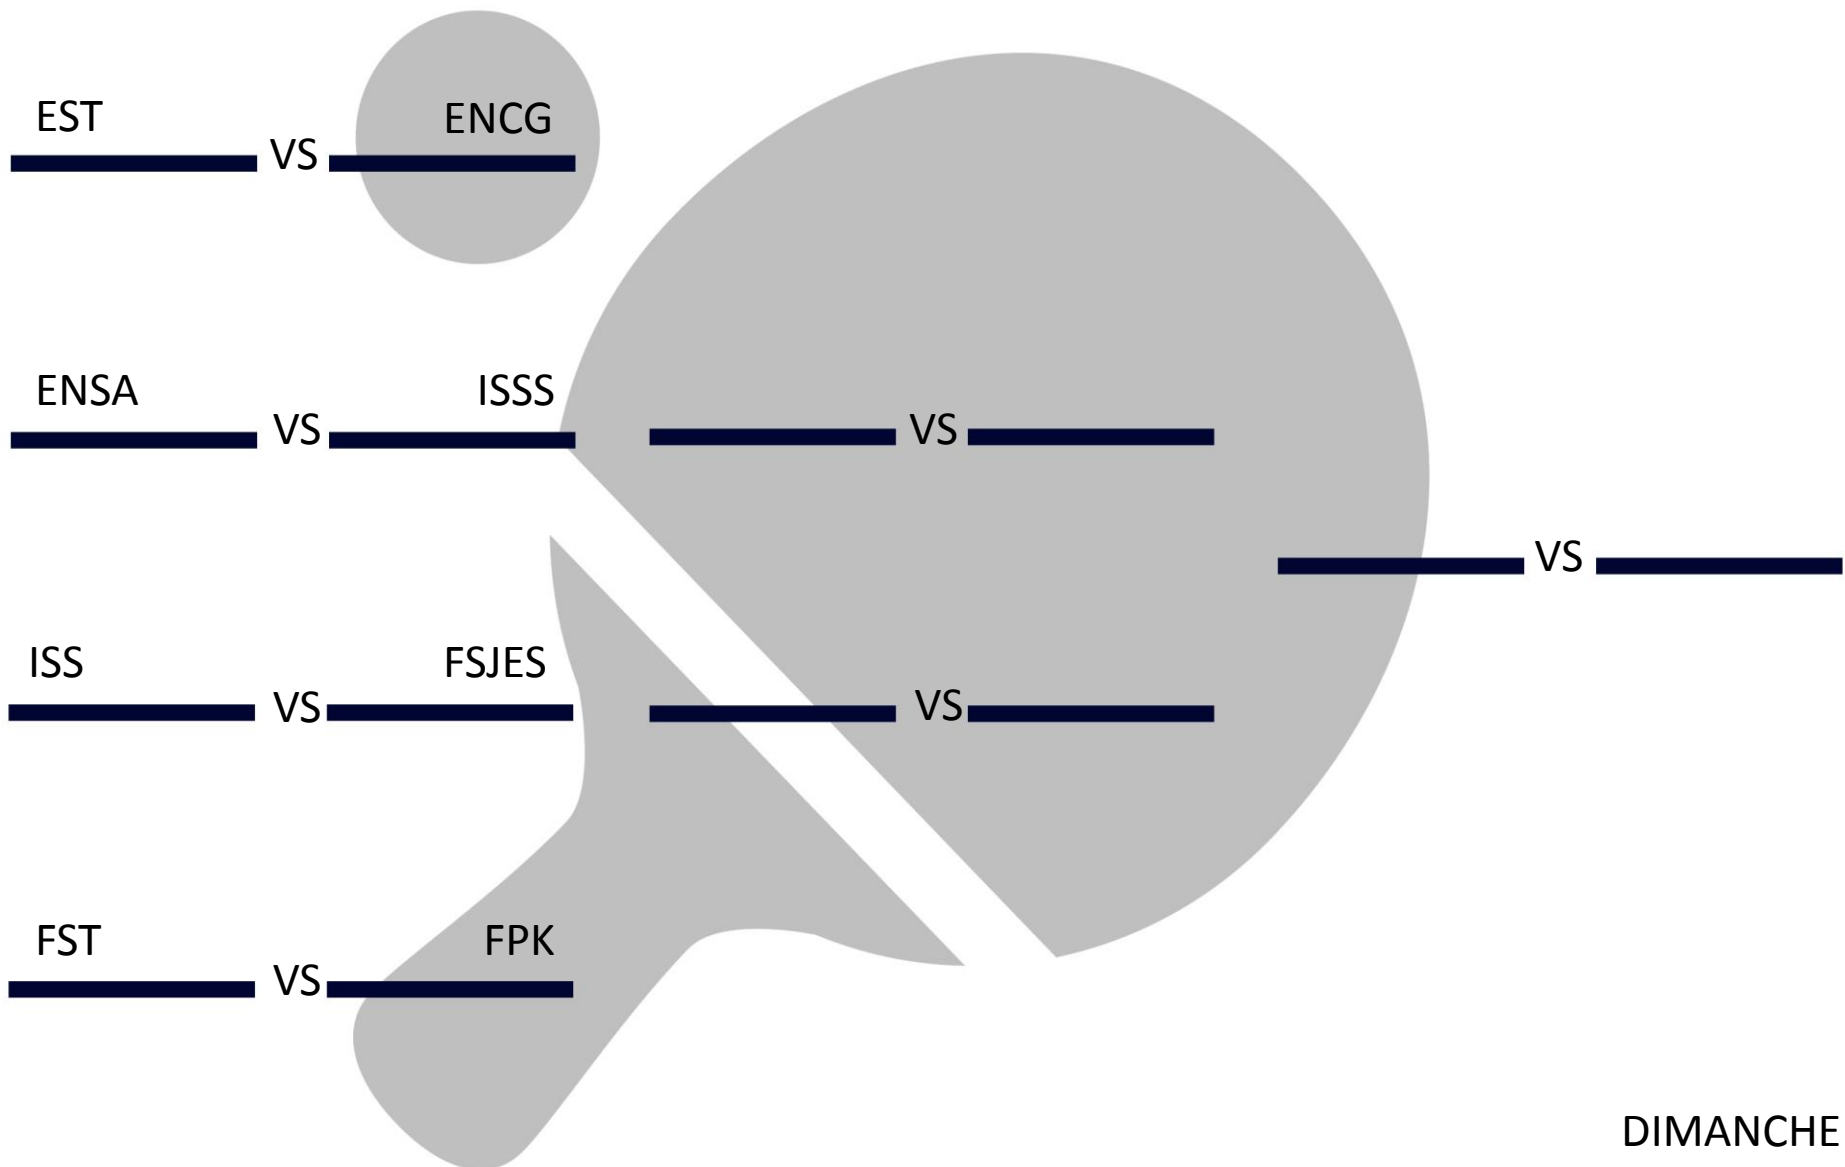 EST VS ENCG
ENSA VS ISSS
VS
VS
ISS VS FSJES
VS
FST VS FPK
DIMANCHE